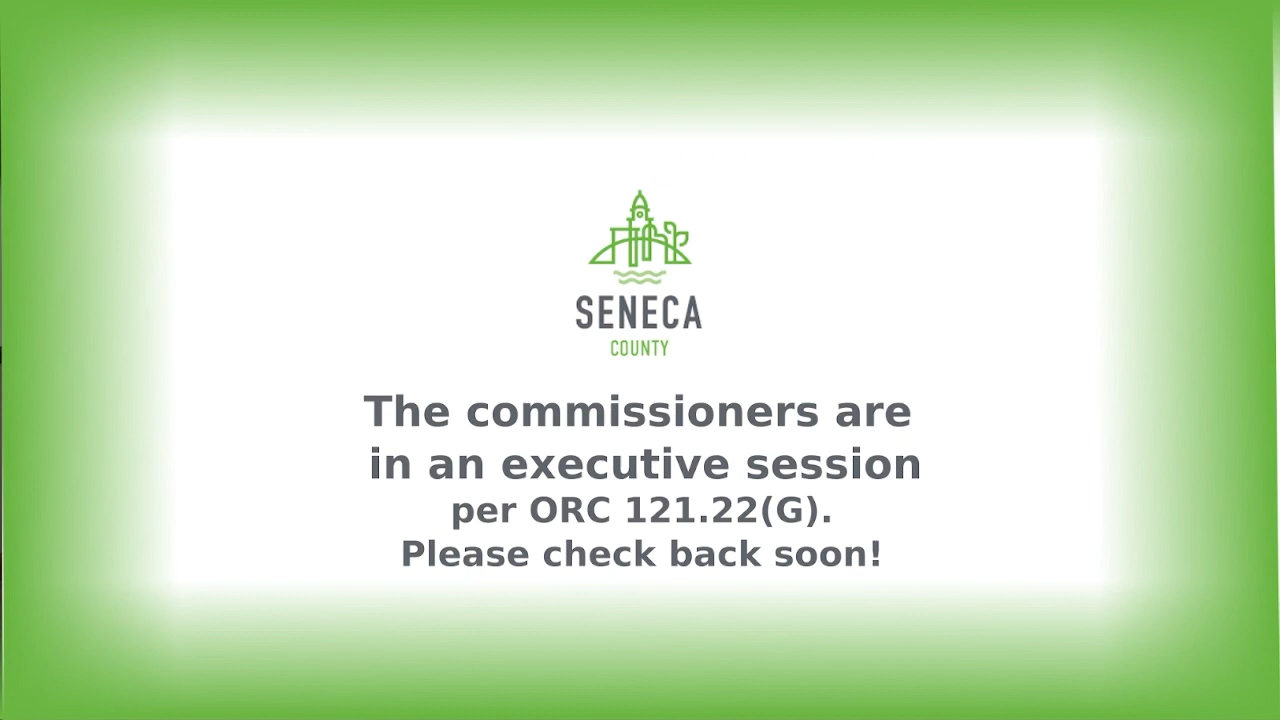 SENECA
COUNTY
The commissioners are
in an executive session
per ORC 121.22(G).
Please check back soon!